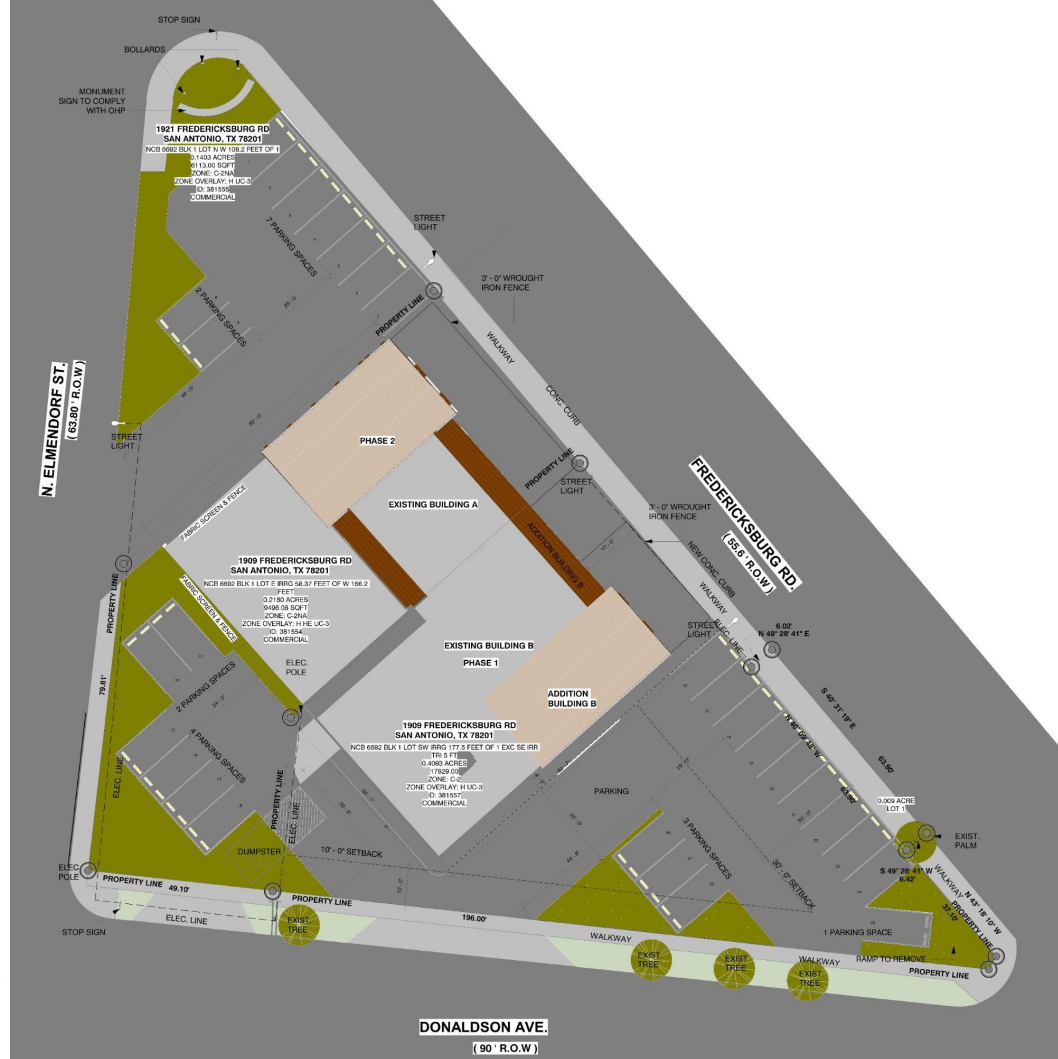 STOP SIGN
BOLLARDS
MONUMENT
SIGN TO COMPLY
WITH OHP
1921 FREDERICKSBURG RD
SAN ANTONIO, TX 78201
NCB 6692 BLK 1 LOT N W 108.2 FEET OF 1
0.1403 ACRES
6113.00 SQFT
ZONE: C-2NA
ZONE OVERLAY: H UC-3
ID: 381555
COMMERCIAL
7 PARKING SPACES
2 PARKING SPACES
STREET
LIGHT
3' - 0" WROUGHT
IRON FENCE
PROPERTY LINE
WALKWAY
CONC. CURB
N. ELMENDORF ST.
( 63.80 ' R.O.W )
STREET
LIGHT
PHASE 2
EXISTING BUILDING A
PROPERTY LINE
STREET
LIGHT
FREDERICKSBURG RD.
( 55.6 ' R.O.W )
3' - 0" WROUGHT
IRON FENCE
NEW CONC. CURB
WALKWAY
FABRIC SCREEN & FENCE
ADDITION BUILDING B
1909 FREDERICKSBURG RD
SAN ANTONIO, TX 78201
NCB 6692 BLK 1 LOT E IRRG 58.37 FEET OF W 166.2
FEET
0.2180 ACRES
9496.08 SQFT
ZONE: C-2NA
ZONE OVERLAY: H HE UC-3
ID: 381554
COMMERCIAL
PROPERTY LINE
79.81'
FABRIC SCREEN & FENCE
EXISTING BUILDING B
PHASE 1
STREET
LIGHT
ELEC. LINE
6.02'
N 49° 28' 41" E
ELEC.
POLE
2 PARKING SPACES
24' - 0"
4 PARKING SPACES
ADDITION
BUILDING B
1909 FREDERICKSBURG RD
SAN ANTONIO, TX 78201
NCB 6692 BLK 1 LOT SW IRRG 177.5 FEET OF 1 EXC SE IRR
TRI 5 FT
0.4093 ACRES
17829.00
ZONE: C-2
ZONE OVERLAY: H UC-3
ID: 381557
COMMERCIAL
S 40° 31' 19" E
63.90'
63.90'
ELEC. LINE
PROPERTY LINE
ELEC. LINE
PARKING
3 PARKING SPACES
30' - 0" SETBACK
0.009 ACRE
LOT 1
EXIST.
PALM
S 49° 28' 41" W
6.42'
WALKWAY
N 43° 18' 10" W
37.10'
PROPERTY LINE
DUMPSTER
10' - 0" SETBACK
ELEC.
POLE
PROPERTY LINE
49.10'
PROPERTY LINE
196.00'
STOP SIGN
ELEC. LINE
EXIST.
TREE
WALKWAY
1 PARKING SPACE
RAMP TO REMOVE
WALKWAY
PROPERTY LINE
EXIST.
TREE
EXIST.
TREE
EXIST.
TREE
DONALDSON AVE.
( 90 ' R.O.W )